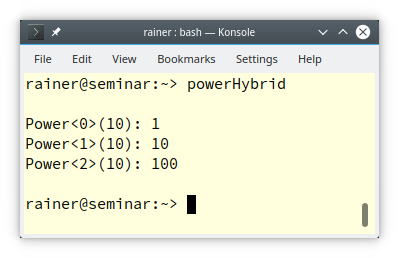 rainer : bash — Konsole
File Edit View Bookmarks Settings Help
rainer@seminar:~> powerHybrid
Power<0>(10): 1
Power<1>(10): 10
Power<2>(10): 100
rainer@seminar:~>